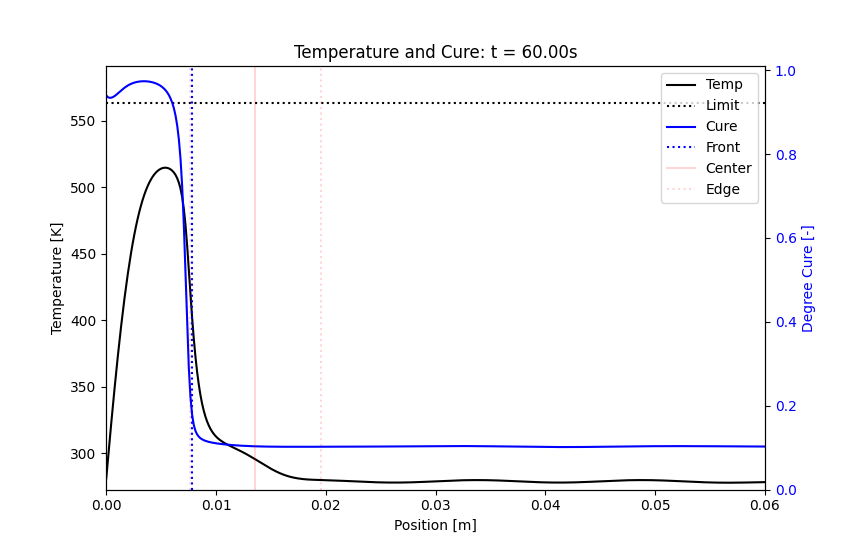 Temperature and Cure: t = 60.00s
Temperature [K]
550
500
450
400
350
300
1.0
0.8
0.6
0.4
0.2
0.0
Degree Cure [-]
Temp
Limit
Cure
Front
Center
Edge
0.00 0.01 0.02 0.03 0.04 0.05 0.06
Position [m]